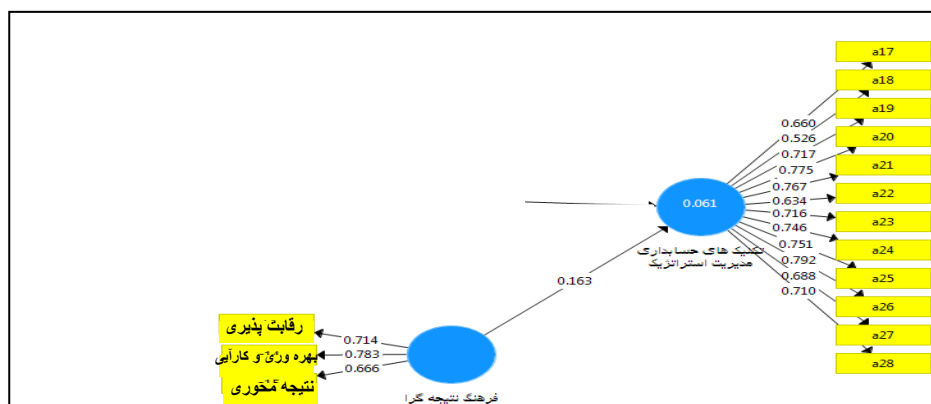 a17
a18
a19
a20
a21
a22
a23
a24
a25
a26
a27
a28
0.660
0.526
0.717
0.775
0.767
0.634
0.716
0.746
0.751
0.792
0.688
0.710
0.061
تکنیک های حسابداری
مدیریت استراتژیک
0.163
رقابت پذیری
بهره وری و کارآیی
نتیجه محوری
0.714
0.783
0.666
فرهنگ نتیجه گرا